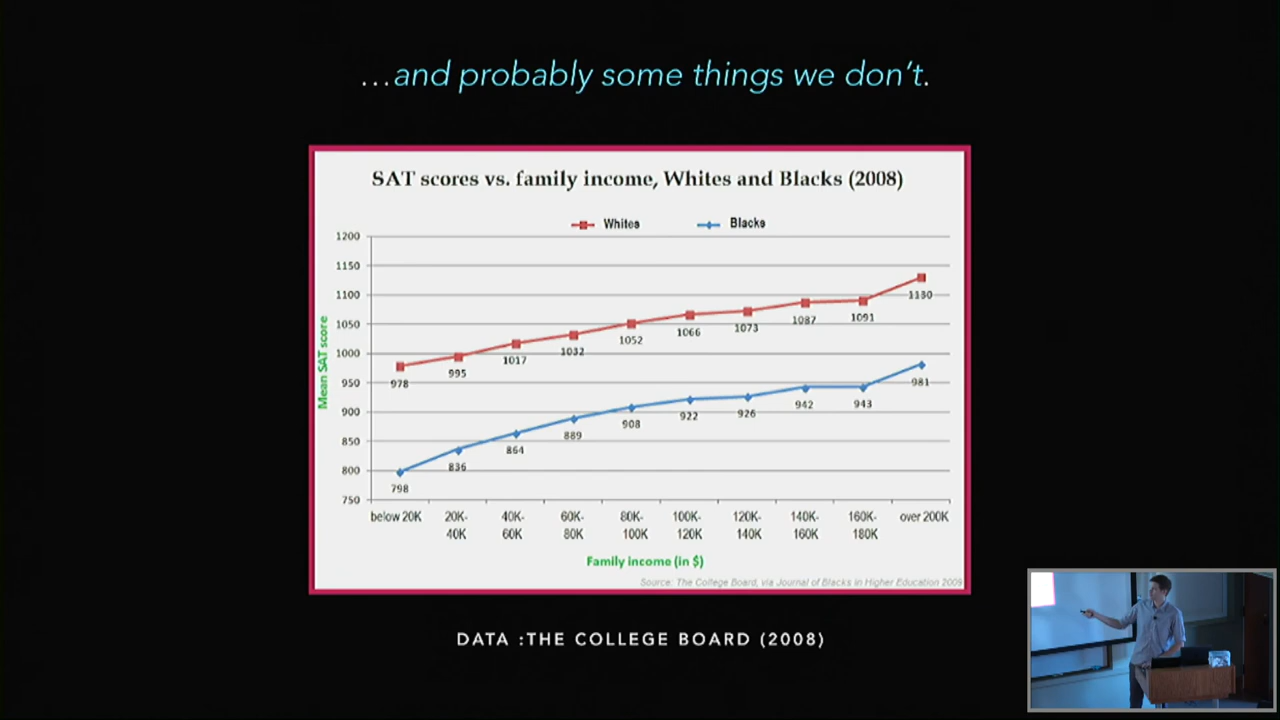 …and probably some things we don't.
SAT scores vs. family income, Whites and Blacks (2008)
Whites
Blacks
1200
1150
1100
1050
1000
950
900
850
800
750
Mean SAT score
978
995
1017
1032
1052
1066
1073
1087
1091
1130
798
836
864
889
908
922
926
942
943
981
below 20K
20K-
40K
40K-
60K
60K-
80K
80K-
100K
100K-
120K
120K-
140K
140K-
160K
160K-
180K
over 200K
Family income (in $)
Source: The College Board, via Journal of Blacks in Higher Education 2009
DATA :THE COLLEGE BOARD (2008)